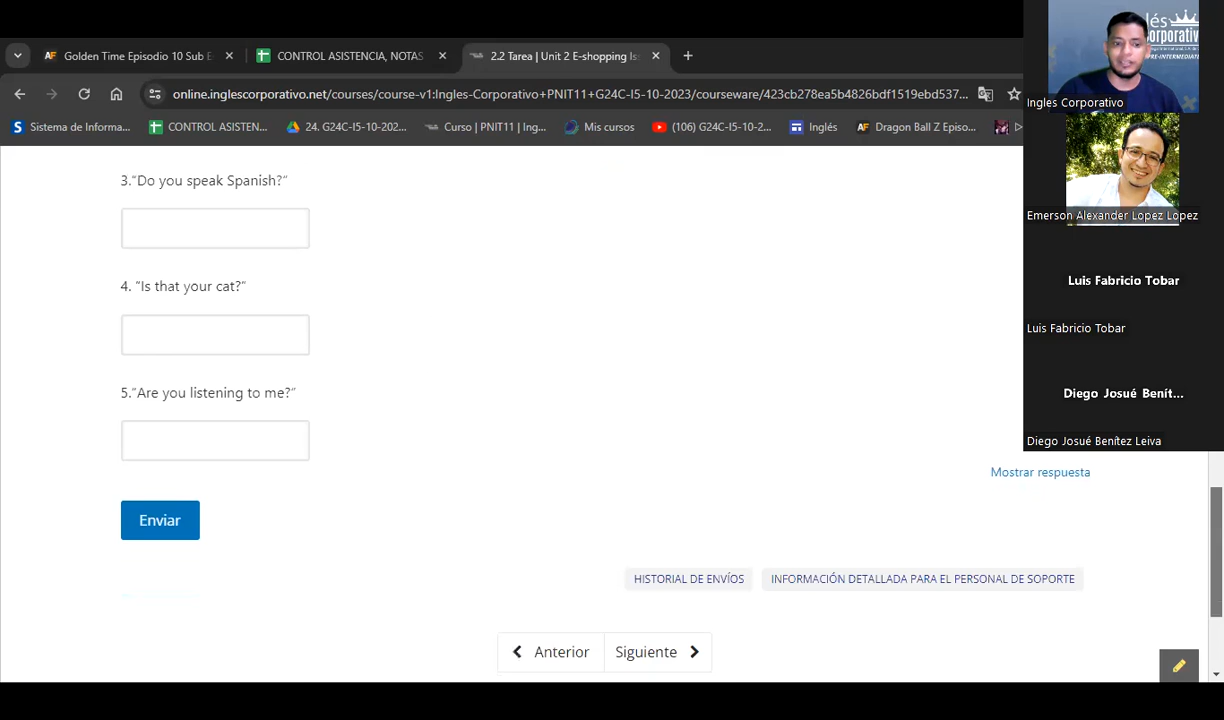 Golden Time Episodio 10 Sub E
CONTROL ASISTENCIA, NOTAS
2.2 Tarea | Unit 2 E-shopping Is
online.inglescorporativo.net/courses/course-v1:Ingles-Corporativo+PNIT11+G24C-I5-10-2023/courseware/423cb278ea5b4826bdf1519ebd537...
Sistema de Informa...
CONTROL ASISTEN...
24. G24C-I5-10-202...
Curso | PNIT11 | Ing...
Mis cursos
(106) G24C-I5-10-2...
Inglés
Dragon Ball Z Episo...
3."Do you speak Spanish?"
4. "Is that your cat?"
5."Are you listening to me?"
Mostrar respuesta
Enviar
HISTORIAL DE ENVÍOS
INFORMACIÓN DETALLADA PARA EL PERSONAL DE SOPORTE
Anterior
Siguiente
Ingles Corporativo
Emerson Alexander Lopez Lopez
Luis Fabricio Tobar
Luis Fabricio Tobar
Diego Josué Benít...
Diego Josué Benítez Leiva